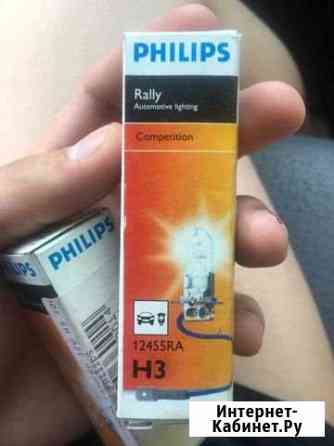 PHILIPS
Rally
Automotive lighting
Competition
PHILIPS
12455RA
H3
Интернет-
Кабинет.Ру